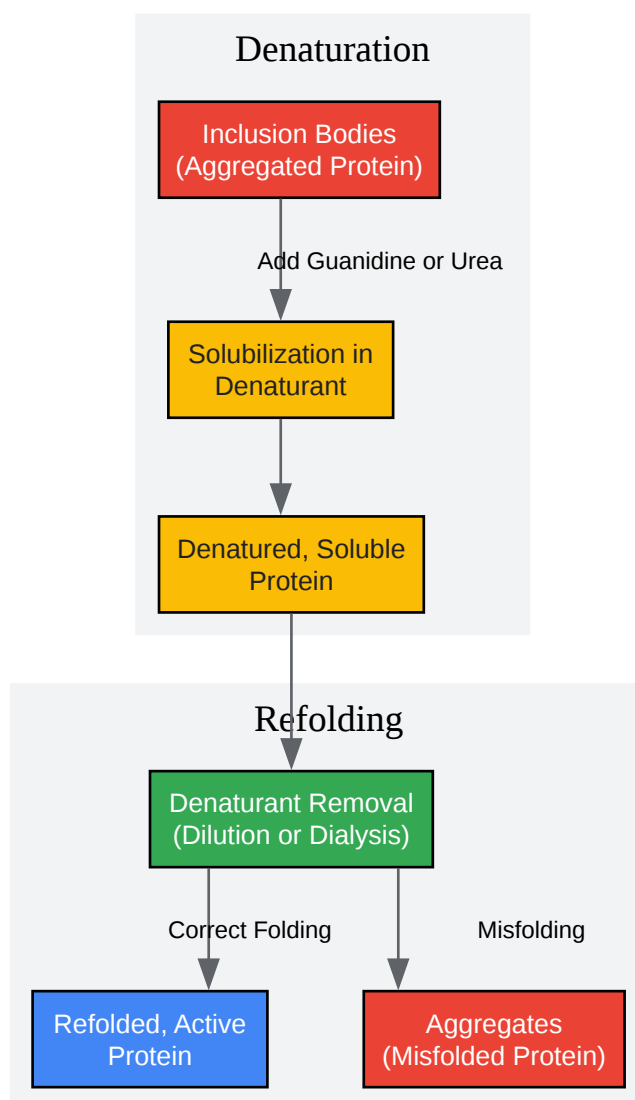 Denaturation
Inclusion Bodies
(Aggregated Protein)
Add Guanidine or Urea
Solubilization in
Denaturant
Denatured, Soluble
Protein
Refolding
Denaturant Removal
(Dilution or Dialysis)
Correct Folding
Misfolding
Refolded, Active
Protein
Aggregates
(Misfolded Protein)